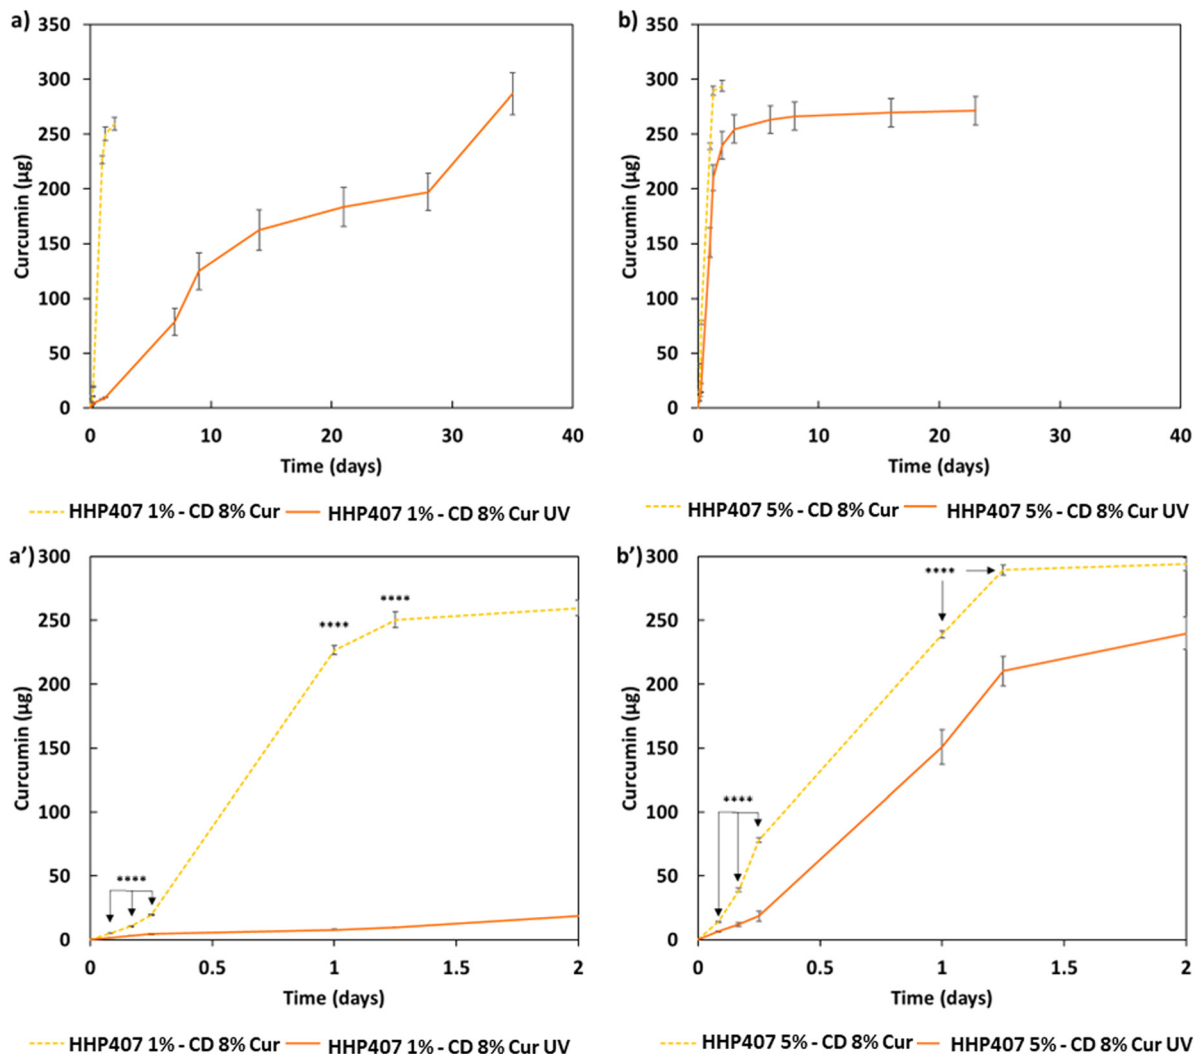 a)
350
300
250
200
150
100
50
0
Curcumin (µg)
0 10 20 30 40
Time (days)
HHP407 1% - CD 8% Cur HHP407 1% - CD 8% Cur UV
b)
350
300
250
200
150
100
50
0
Curcumin (µg)
0 10 20 30 40
Time (days)
HHP407 5% - CD 8% Cur HHP407 5% - CD 8% Cur UV
a')
300
250
200
150
100
50
0
Curcumin (µg)
****
****
****
0 0.5 1 1.5 2
Time (days)
HHP407 1% - CD 8% Cur HHP407 1% - CD 8% Cur UV
b')
300
250
200
150
100
50
0
Curcumin (µg)
****
****
0 0.5 1 1.5 2
Time (days)
HHP407 5% - CD 8% Cur HHP407 5% - CD 8% Cur UV